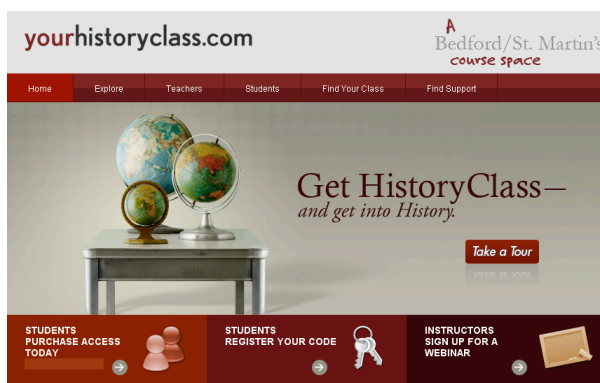 yourhistoryclass.com
A
Bedford/St. Martin's
course space
Home Explore Teachers Students Find Your Class Find Support
Get HistoryClass—
and get into History.
Take a Tour
STUDENTS
PURCHASE ACCESS
TODAY
STUDENTS
REGISTER YOUR CODE
INSTRUCTORS
SIGN UP FOR A
WEBINAR